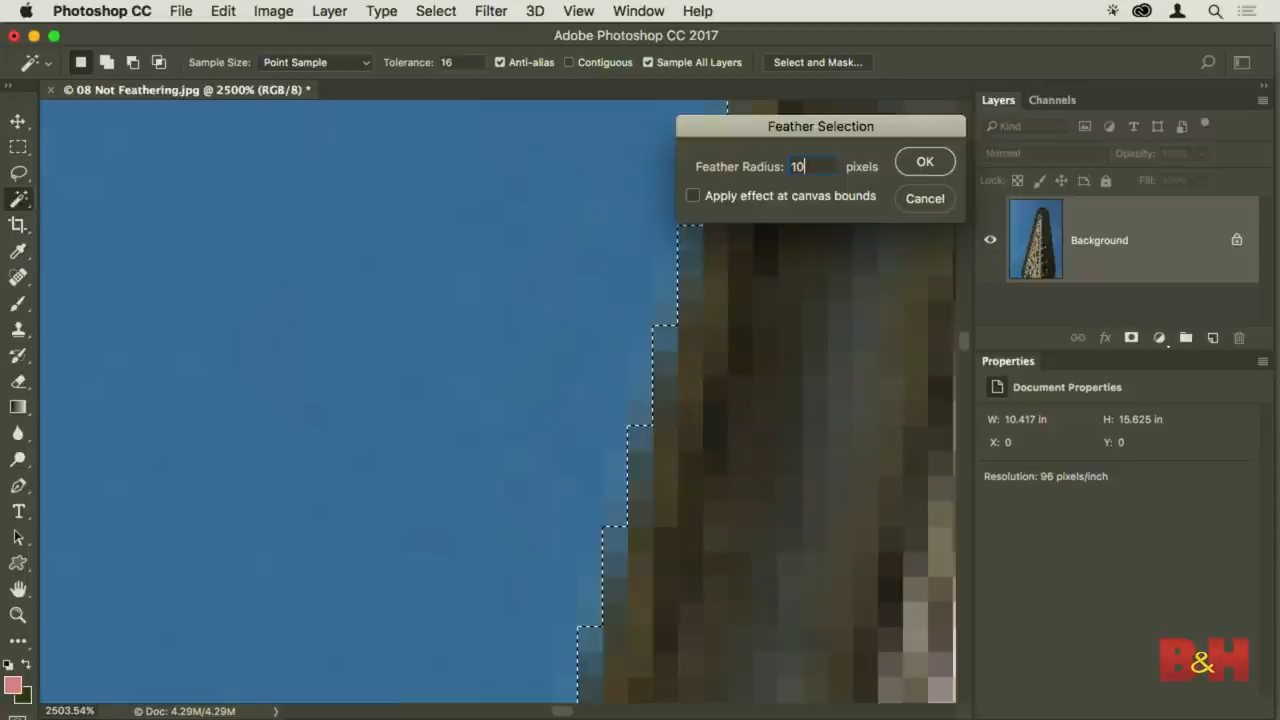 Photoshop CC File Edit Image Layer Type Select Filter 3D View Window Help
Adobe Photoshop CC 2017
Sample Size: Point Sample Tolerance: 16 Anti-alias Contiguous Sample All Layers Select and Mask...
× © 08 Not Feathering.jpg @ 2500% (RGB/8) *
Layers Channels
Kind
Normal Opacity: 100%
Lock: Fill: 100%
Background
Feather Selection
Feather Radius: 10 pixels
OK
Apply effect at canvas bounds
Cancel
fx
Properties
Document Properties
W: 10.417 in H: 15.625 in
X: 0 Y: 0
Resolution: 96 pixels/inch
B&H
2503.54% © Doc: 4.29M/4.29M